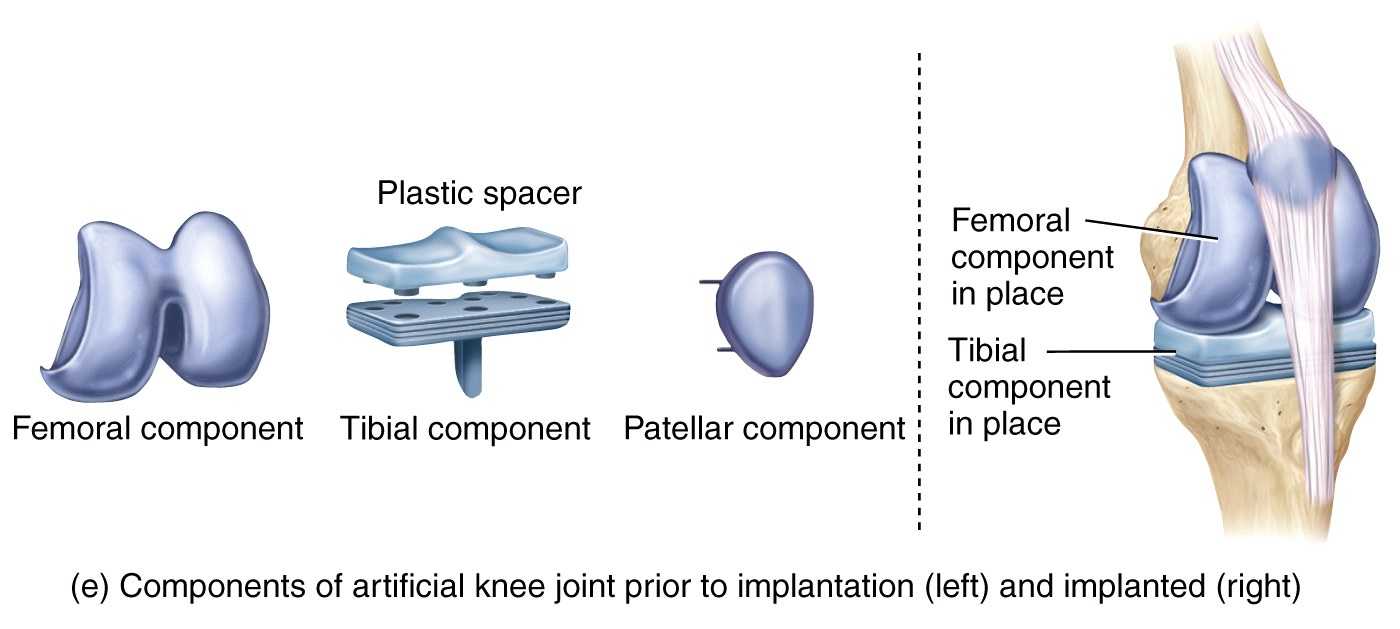 Plastic spacer
Femoral component
Tibial component
Patellar component
Femoral
component
in place
Tibial
component
in place
(e) Components of artificial knee joint prior to implantation (left) and implanted (right)